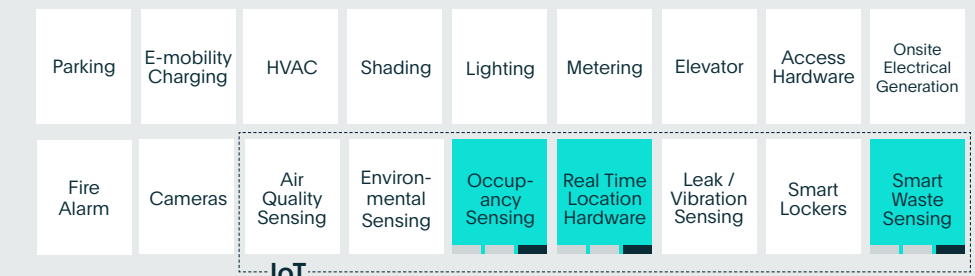 Parking
E-mobility
Charging
HVAC
Shading
Lighting
Metering
Elevator
Access
Hardware
Onsite
Electrical
Generation
Fire
Alarm
Cameras
Air
Quality
Sensing
Environ-
mental
Sensing
Occup-
ancy
Sensing
Real Time
Location
Hardware
Leak /
Vibration
Sensing
Smart
Lockers
Smart
Waste
Sensing
IoT